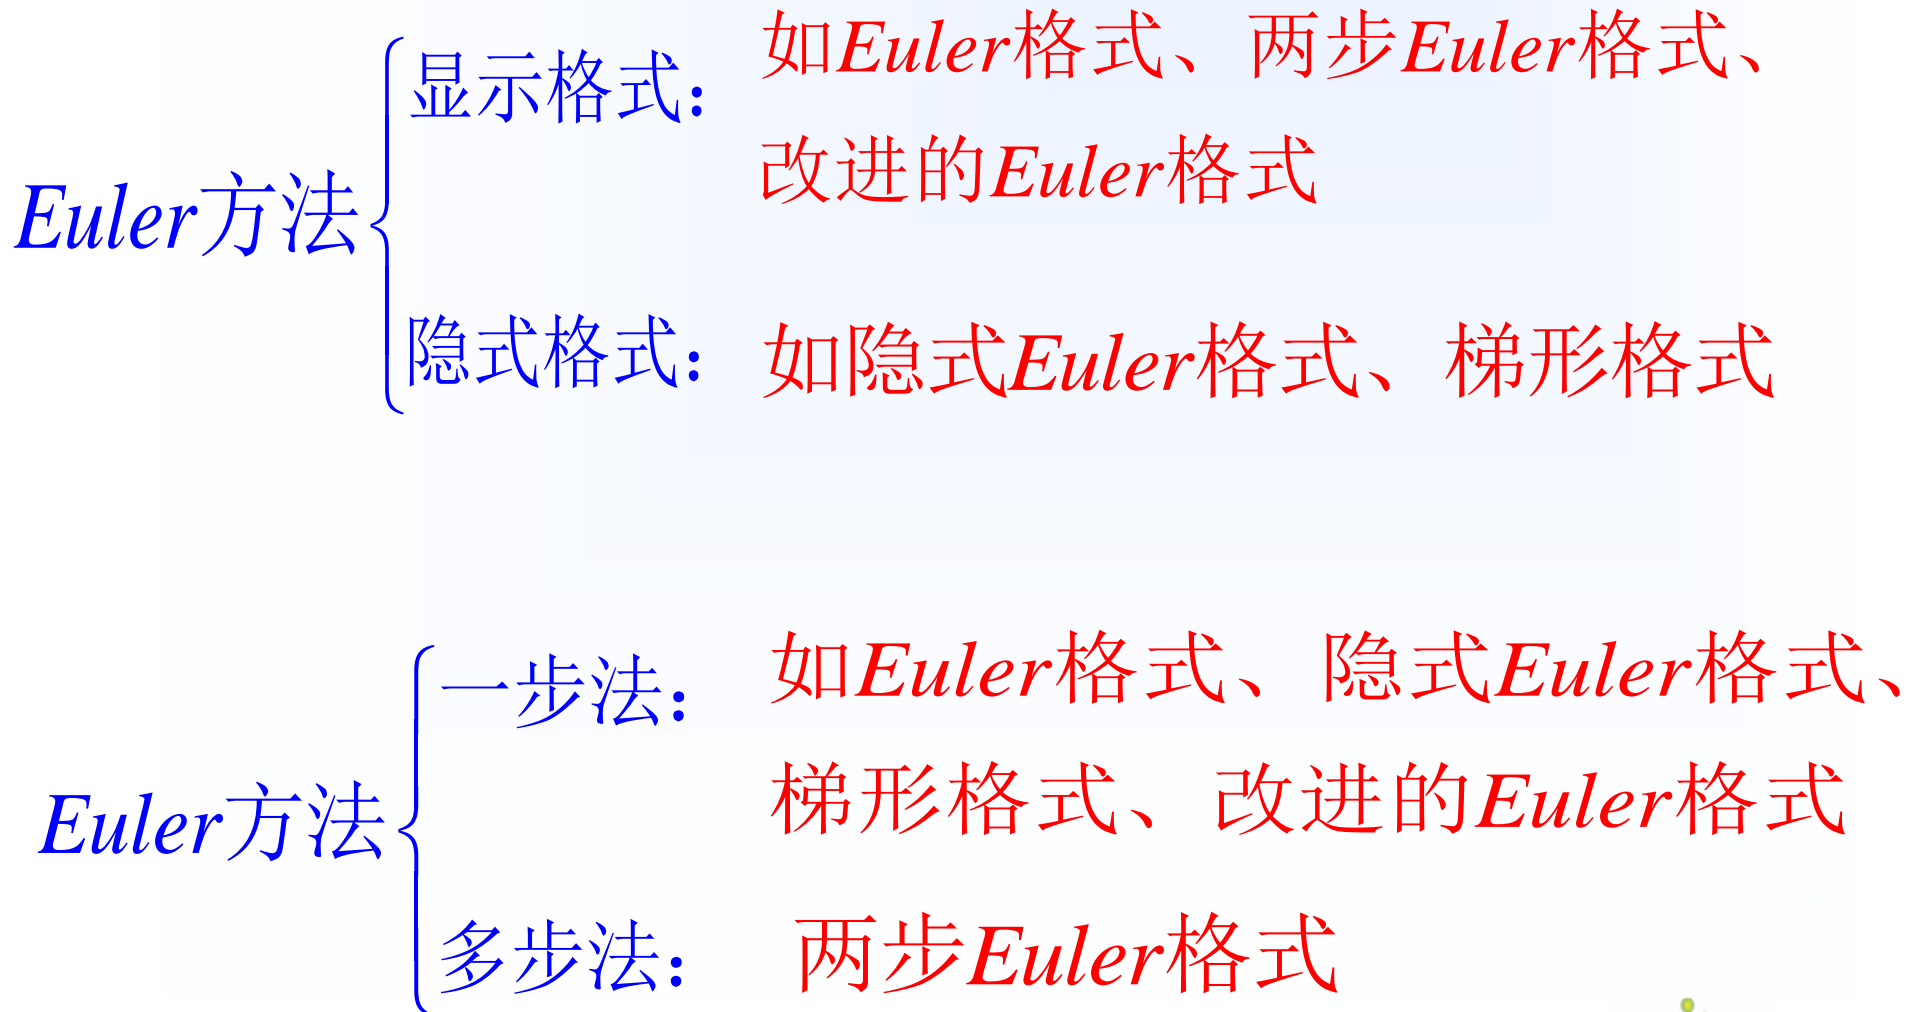 Euler方法
显示格式：
如Euler格式、两步Euler格式、
改进的Euler格式
隐式格式：
如隐式Euler格式、梯形格式
Euler方法
一步法：
如Euler格式、隐式Euler格式、
梯形格式、改进的Euler格式
多步法：
两步Euler格式